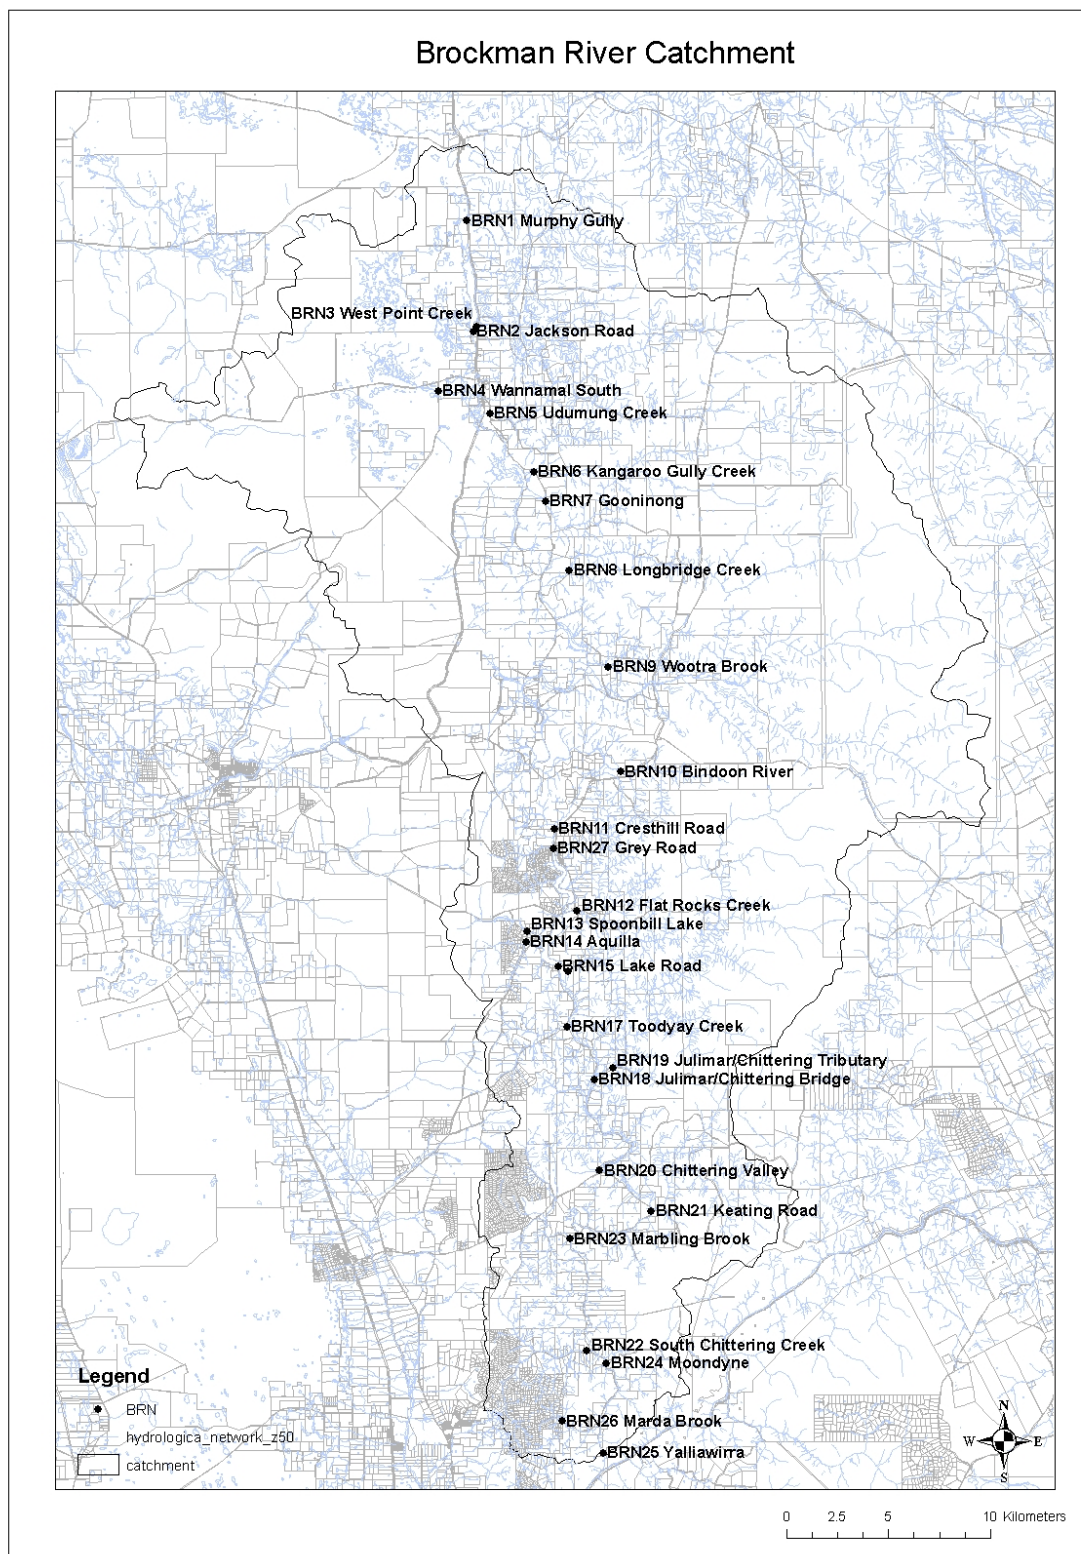 Brockman River Catchment
BRN1 Murphy Gully
BRN3 West Point Creek
BRN2 Jackson Road
BRN4 Wannamal South
BRN5 Udumung Creek
BRN6 Kangaroo Gully Creek
BRN7 Gooninong
BRN8 Longbridge Creek
BRN9 Wootra Brook
BRN10 Bindoon River
BRN11 Cresthill Road
BRN27 Grey Road
BRN12 Flat Rocks Creek
BRN13 Spoonbill Lake
BRN14 Aquilla
BRN15 Lake Road
BRN17 Toodyay Creek
BRN19 Julimar/Chittering Tributary
BRN18 Julimar/Chittering Bridge
BRN20 Chittering Valley
BRN21 Keating Road
BRN23 Marbling Brook
BRN22 South Chittering Creek
BRN24 Moondyne
BRN26 Marda Brook
BRN25 Yalliawirra
Legend
BRN
hydrologica_network_z50
catchment
N
W E
S
0 2.5 5 10 Kilometers